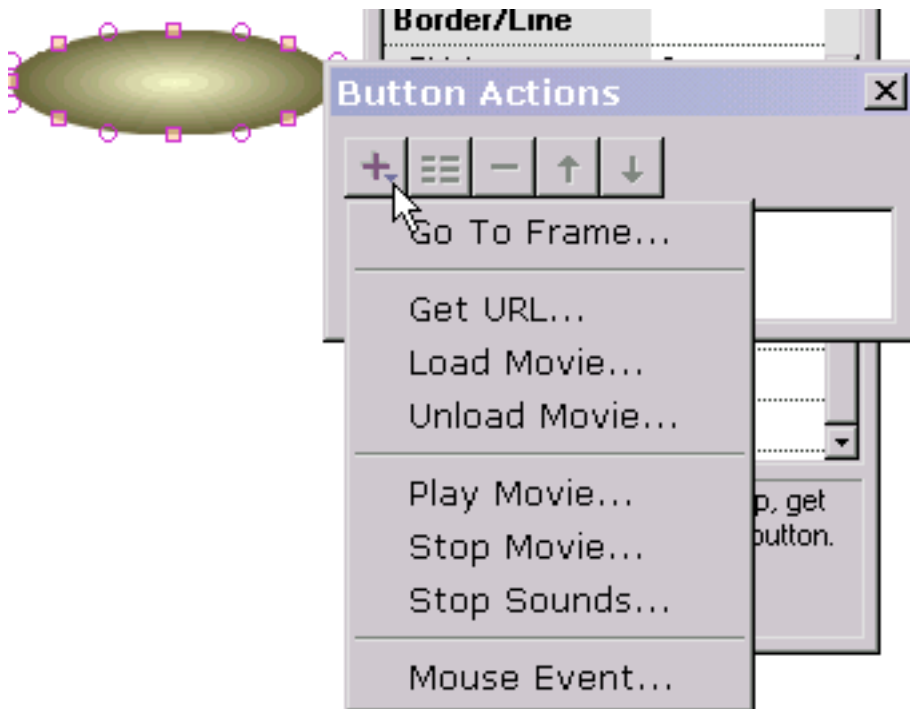 Border/Line
Button Actions
Go To Frame...
Get URL...
Load Movie...
Unload Movie...
Play Movie...
p, get
Stop Movie...
button.
Stop Sounds...
Mouse Event...